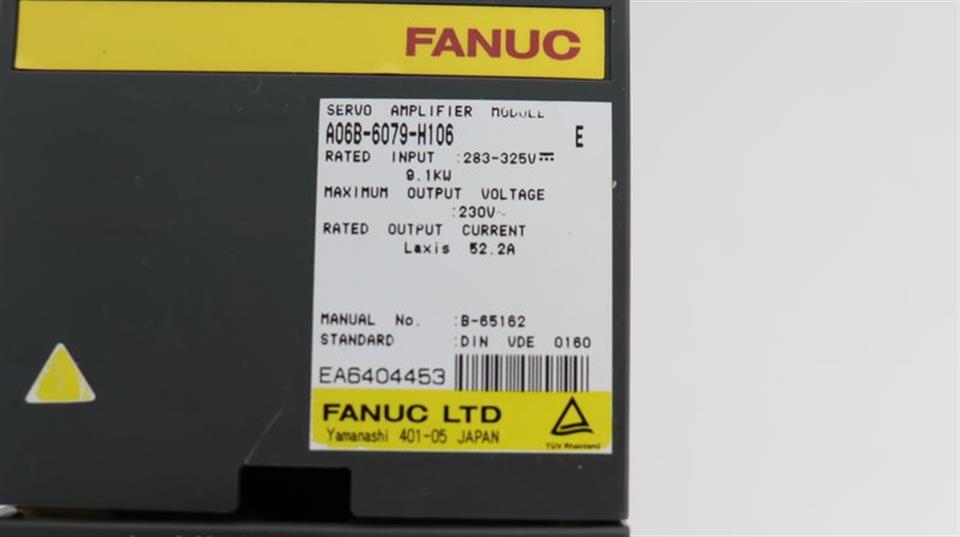 FANUC
SERVO AMPLIFIER MODULE
A06B-6079-H106 E
RATED INPUT :283-325V⎓
9.1KW
MAXIMUM OUTPUT VOLTAGE
:230V~
RATED OUTPUT CURRENT
Laxis 52.2A
MANUAL No. :B-65162
STANDARD :DIN VDE 0160
EA6404453
FANUC LTD
Yamanashi 401-05 JAPAN
TÜV Rheinland